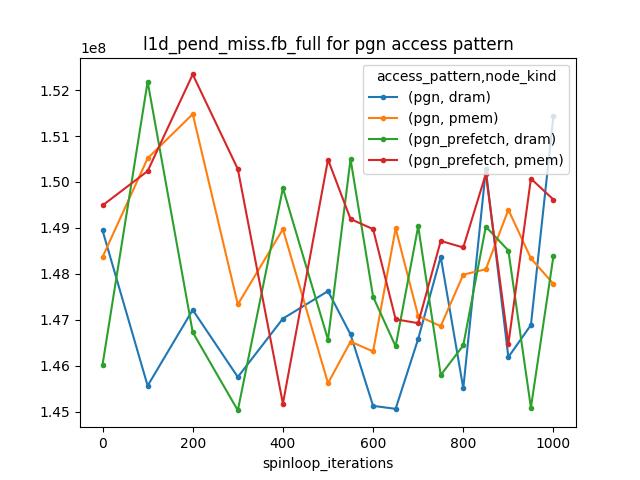 l1d_pend_miss.fb_full for pgn access pattern
1e8
access_pattern,node_kind
(pgn, dram)
(pgn, pmem)
(pgn_prefetch, dram)
(pgn_prefetch, pmem)
1.52
1.51
1.50
1.49
1.48
1.47
1.46
1.45
0 200 400 600 800 1000
spinloop_iterations